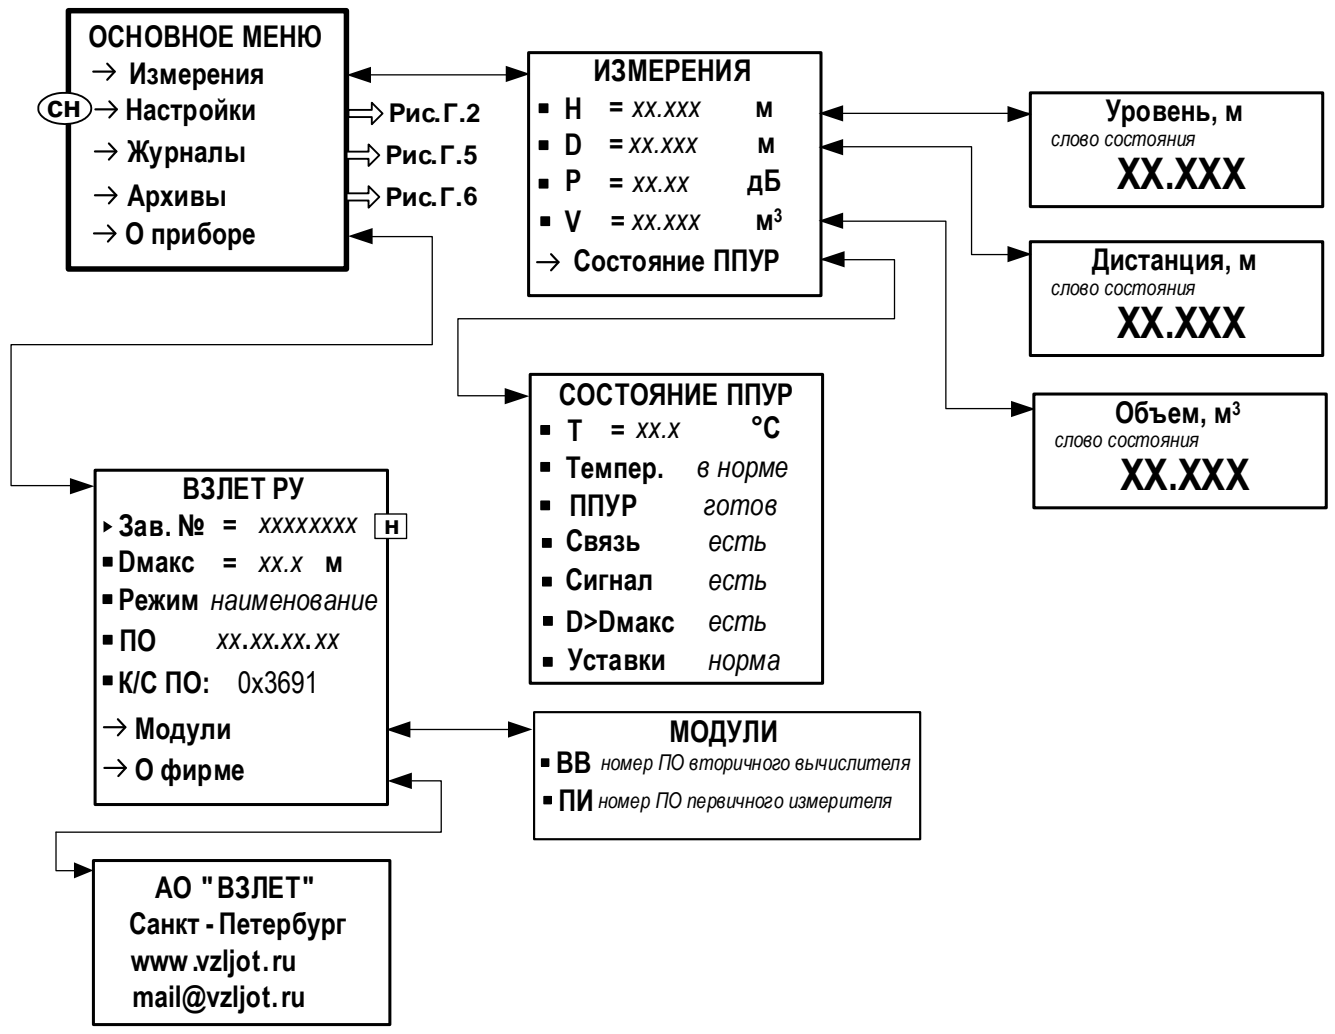 ОСНОВНОЕ МЕНЮ
→ Измерения
СН → Настройки
Рис.Г.2
→ Журналы
Рис.Г.5
→ Архивы
Рис.Г.6
→ О приборе
ИЗМЕРЕНИЯ
▪ H = xx.xxx м
▪ D = xx.xxx м
▪ P = xx.xx дБ
▪ V = xx.xxx м³
→ Состояние ППУР
Уровень, м
слово состояния
XX.XXX
Дистанция, м
слово состояния
XX.XXX
Объем, м³
слово состояния
XX.XXX
СОСТОЯНИЕ ППУР
▪ T = xx.x °C
▪ Темпер. в норме
▪ ППУР готов
▪ Связь есть
▪ Сигнал есть
▪ D>Dмакс есть
▪ Уставки норма
ВЗЛЕТ РУ
▸ Зав. № = xxxxxxxx Н
▪ Dмакс = xx.x м
▪ Режим наименование
▪ ПО xx.xx.xx.xx
▪ К/С ПО: 0x3691
→ Модули
→ О фирме
МОДУЛИ
▪ ВВ номер ПО вторичного вычислителя
▪ ПИ номер ПО первичного измерителя
АО "ВЗЛЕТ"
Санкт - Петербург
www.vzljot.ru
mail@vzljot.ru